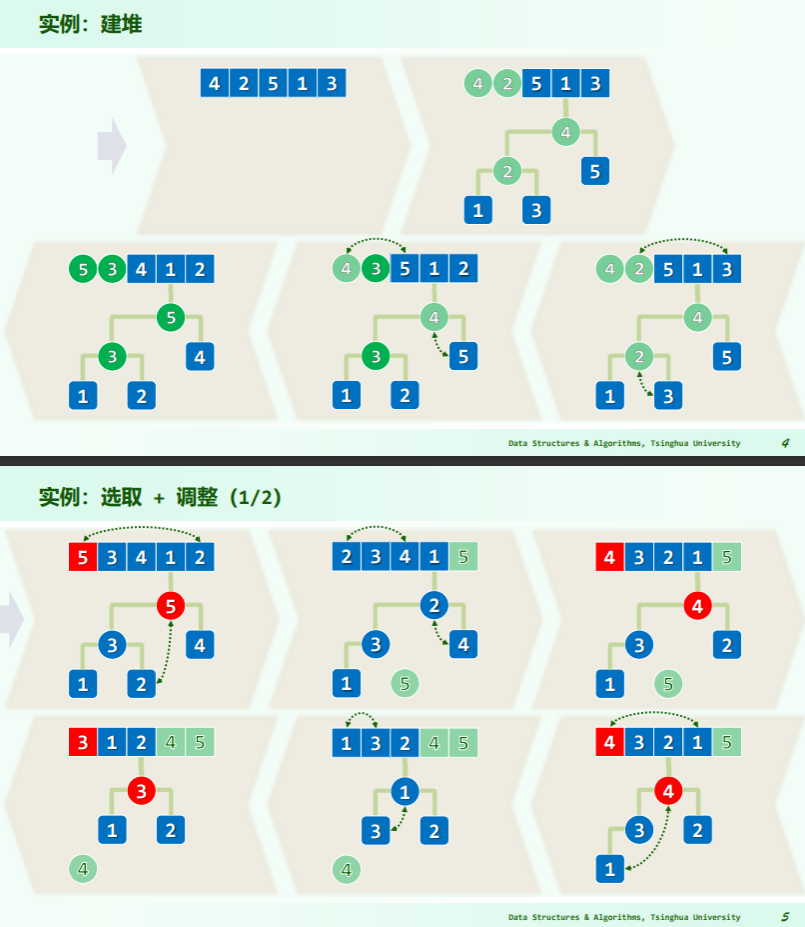 实例：建堆
4 2 5 1 3
4 2 5 1 3
4
2 5
1 3
5 3 4 1 2
5
3 4
1 2
4 3 5 1 2
4
3 5
1 2
4 2 5 1 3
4
2 5
1 3
Data Structures & Algorithms, Tsinghua University 4
实例：选取 + 调整 (1/2)
5 3 4 1 2
5
3 4
1 2
2 3 4 1 5
2
3 4
1 5
4 3 2 1 5
4
3 2
1 5
3 1 2 4 5
3
1 2
4
1 3 2 4 5
1
3 2
4
4 3 2 1 5
4
3 2
1
Data Structures & Algorithms, Tsinghua University 5